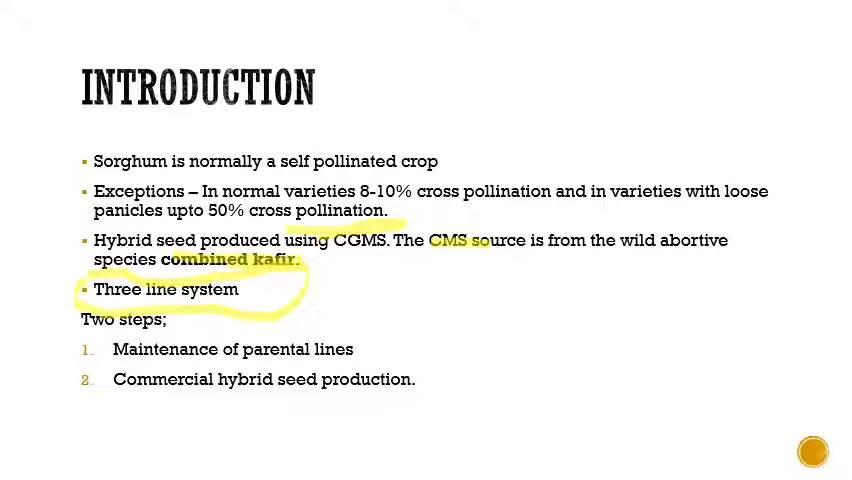 INTRODUCTION
▪ Sorghum is normally a self pollinated crop
▪ Exceptions – In normal varieties 8-10% cross pollination and in varieties with loose
panicles upto 50% cross pollination.
▪ Hybrid seed produced using CGMS. The CMS source is from the wild abortive
species combined kafir.
▪ Three line system
Two steps;
1. Maintenance of parental lines
2. Commercial hybrid seed production.